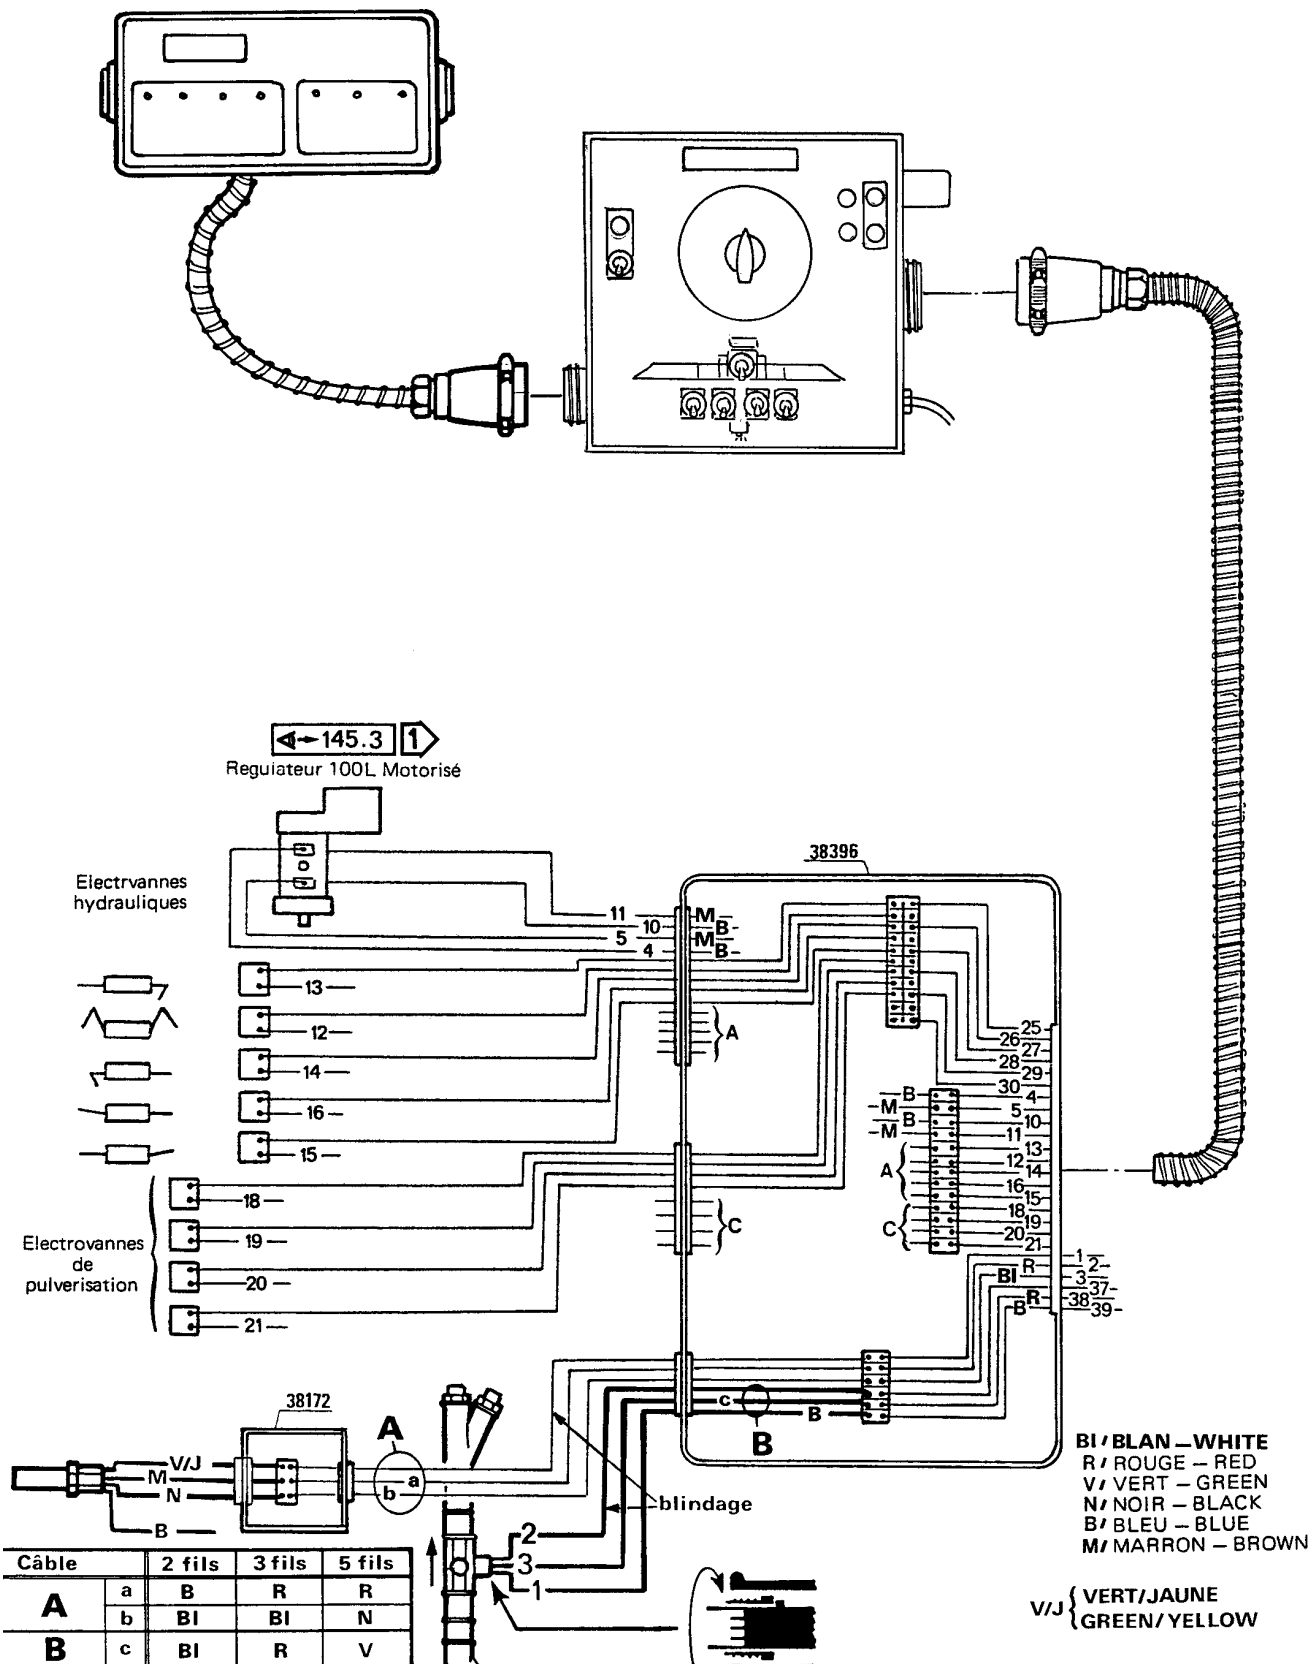 145.3 1
Regulateur 100L Motorisé
38396
Electrvannes
hydrauliques
11 M
10 B
5 M
4 B
13
12
14
16
15
A
25
26
27
28
29
30
B 4
M 5
B 10
M 11
13
12
A 14
16
15
18
C 19
20
21
18
19
20
21
Electrovannes
de
pulverisation
C
1
R 2
BI 3
37
R 38
B 39
c
B
B
38172
A
V/J
M a
N b
B
blindage
2
3
1
BI/BLAN – WHITE
R/ROUGE – RED
V/VERT – GREEN
N/NOIR – BLACK
B/BLEU – BLUE
M/MARRON – BROWN
V/J { VERT/JAUNE
GREEN/YELLOW
Câble 2 fils 3 fils 5 fils
A a B R R
b BI BI N
B c BI R V